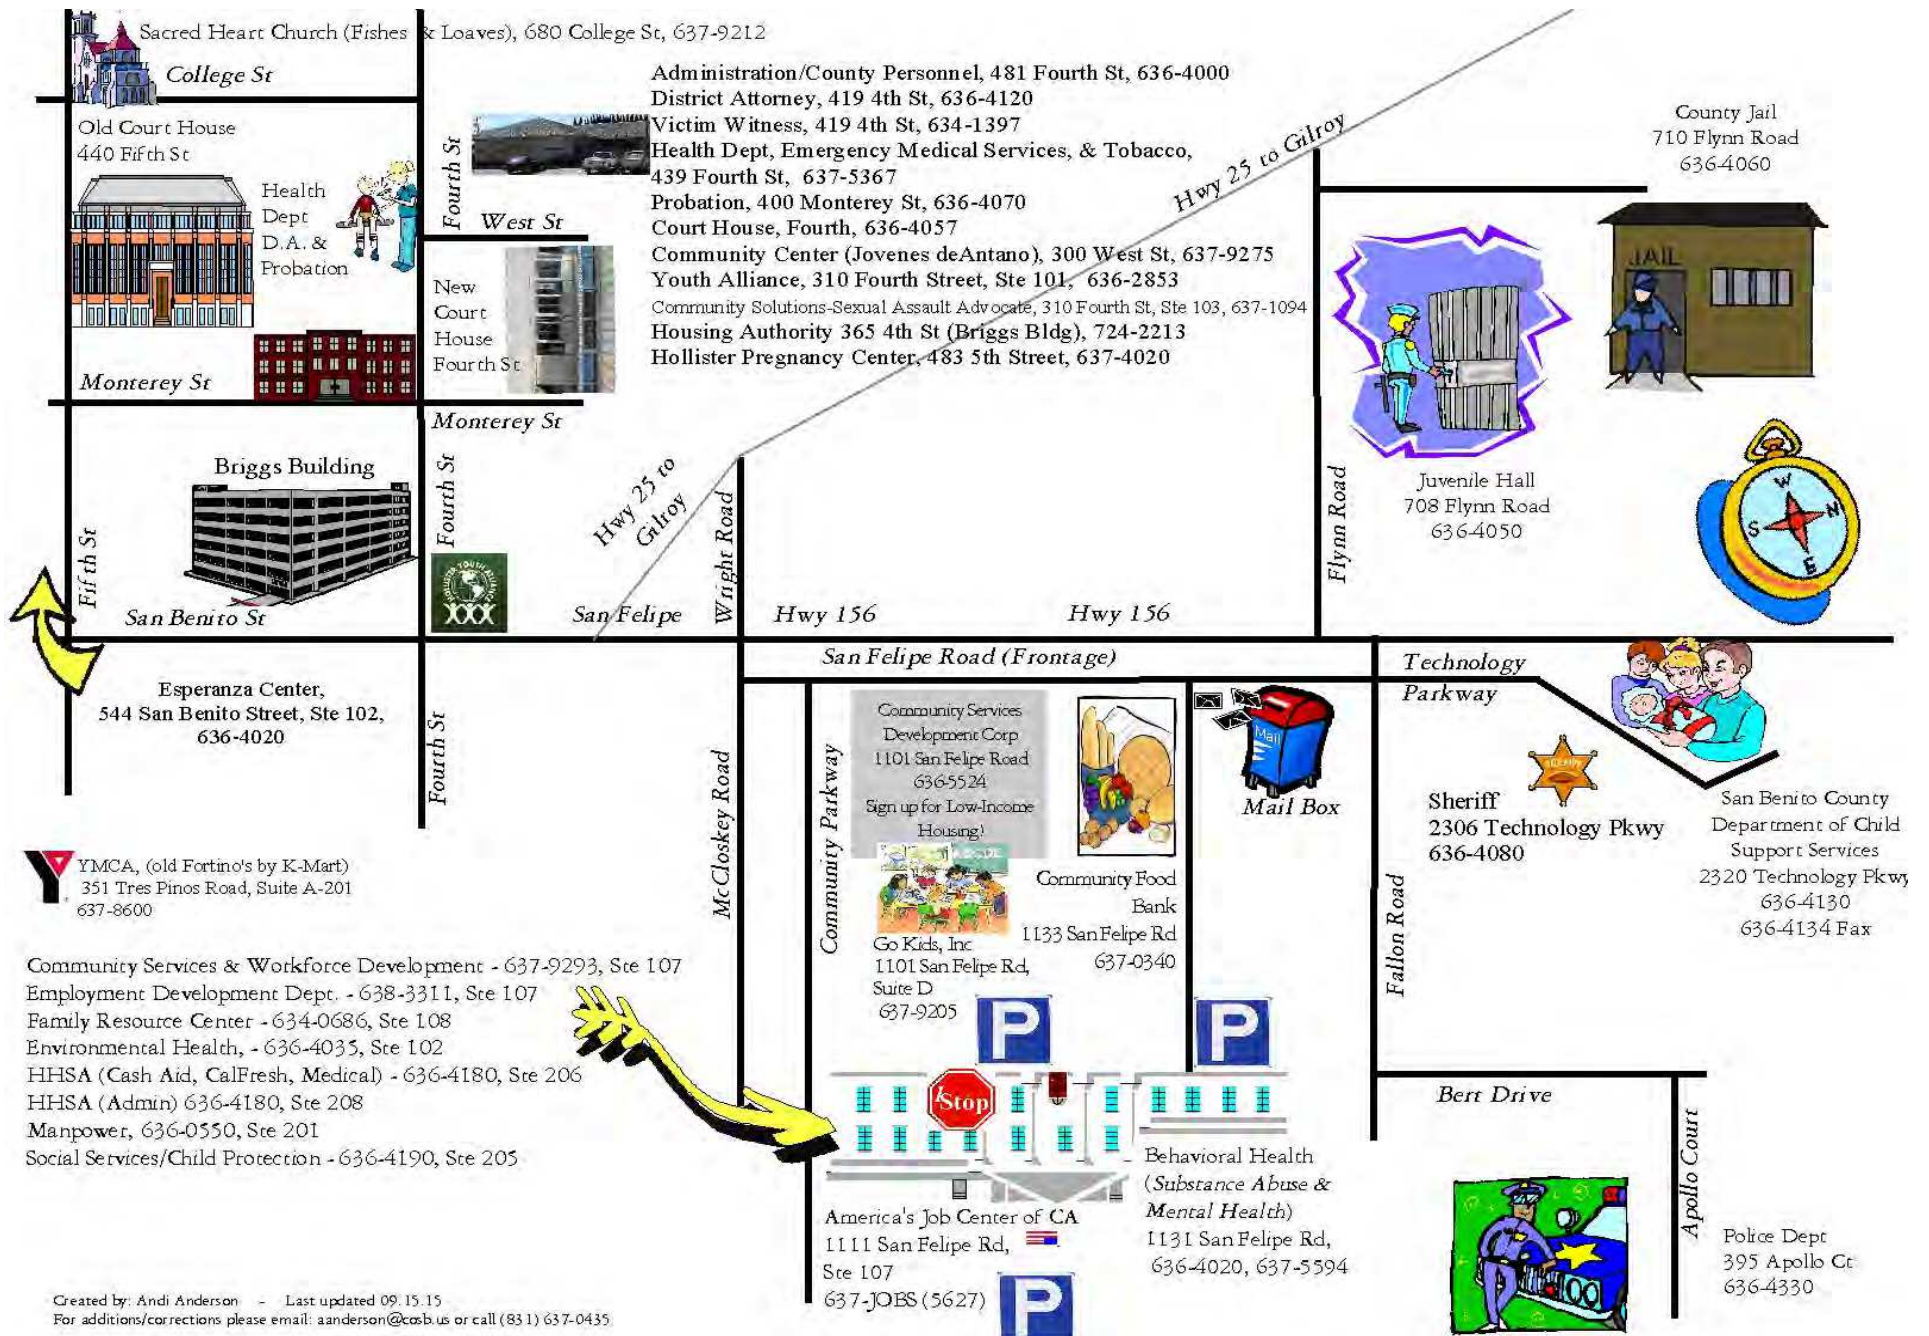 Sacred Heart Church (Fishes & Loaves), 680 College St, 637-9212
College St
Old Court House
440 Fifth St
Health
Dept
D.A. &
Probation
Fourth St
West St
New
Court
House
Fourth St
Monterey St
Monterey St
Administration/County Personnel, 481 Fourth St, 636-4000
District Attorney, 419 4th St, 636-4120
Victim Witness, 419 4th St, 634-1397
Health Dept, Emergency Medical Services, & Tobacco,
439 Fourth St, 637-5367
Probation, 400 Monterey St, 636-4070
Court House, Fourth, 636-4057
Community Center (Jovenes deAntano), 300 West St, 637-9275
Youth Alliance, 310 Fourth Street, Ste 101, 636-2853
Community Solutions-Sexual Assault Advocate, 310 Fourth St, Ste 103, 637-1094
Housing Authority 365 4th St (Briggs Bldg), 724-2213
Hollister Pregnancy Center, 483 5th Street, 637-4020
Hwy 25 to Gilroy
County Jail
710 Flynn Road
636-4060
JAIL
Juvenile Hall
708 Flynn Road
636-4050
Flynn Road
W
N
S
E
Briggs Building
Fifth St
Fourth St
HOLLISTER YOUTH ALLIANCE
XXX
San Benito St
Hwy 25 to
Gilroy
San Felipe
Wright Road
Hwy 156
Hwy 156
San Felipe Road (Frontage)
Technology
Parkway
Esperanza Center,
544 San Benito Street, Ste 102,
636-4020
Fourth St
McCloskey Road
Community Parkway
Community Services
Development Corp
1101 San Felipe Road
636-5524
Sign up for Low-Income
Housing!
Go Kids, Inc
1101 San Felipe Rd,
Suite D
637-9205
Community Food
Bank
1133 San Felipe Rd
637-0340
Mail
Mail Box
Fallon Road
Sheriff
2306 Technology Pkwy
636-4080
San Benito County
Department of Child
Support Services
2320 Technology Pkwy
636-4130
636-4134 Fax
Y
YMCA, (old Fortino's by K-Mart)
351 Tres Pinos Road, Suite A-201
637-8600
Community Services & Workforce Development - 637-9293, Ste 107
Employment Development Dept. - 638-3311, Ste 107
Family Resource Center - 634-0686, Ste 108
Environmental Health, - 636-4035, Ste 102
HHSA (Cash Aid, CalFresh, Medical) - 636-4180, Ste 206
HHSA (Admin) 636-4180, Ste 208
Manpower, 636-0550, Ste 201
Social Services/Child Protection - 636-4190, Ste 205
P
P
Stop
America's Job Center of CA
1111 San Felipe Rd,
Ste 107
637-JOBS (5627)
P
Behavioral Health
(Substance Abuse &
Mental Health)
1131 San Felipe Rd,
636-4020, 637-5594
Bert Drive
Apollo Court
Police Dept
395 Apollo Ct
636-4330
Created by: Andi Anderson - Last updated 09.15.15
For additions/corrections please email: aanderson@cosb.us or call (831) 637-0435